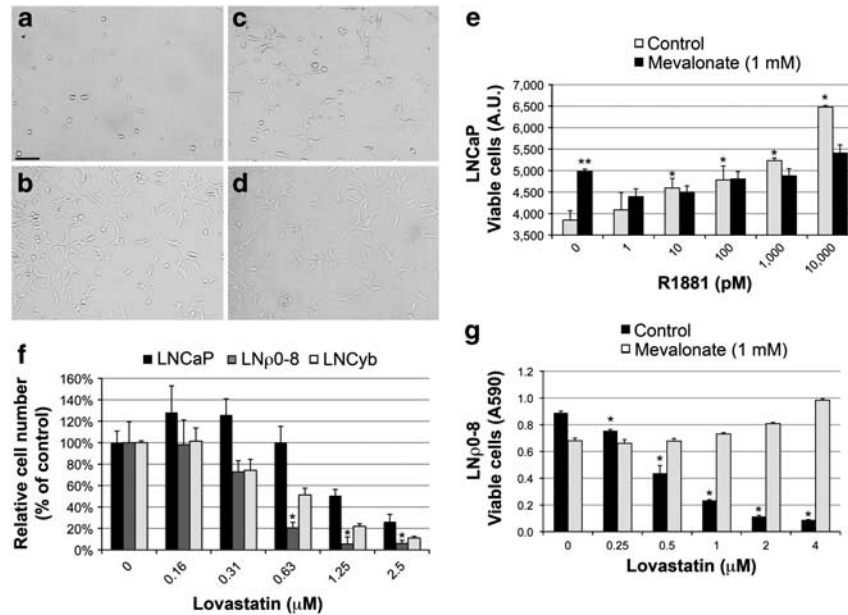 a
c
b
d
e
Control
Mevalonate (1 mM)
LNCaP
Viable cells (A.U.)
7,000
6,500
6,000
5,500
5,000
4,500
4,000
3,500
**
*
*
*
*
0
1
10
100
1,000
10,000
R1881 (pM)
f
LNCaP LNρ0-8 LNCyb
Relative cell number
(% of control)
160%
140%
120%
100%
80%
60%
40%
20%
0%
*
*
*
0
0.16
0.31
0.63
1.25
2.5
Lovastatin (μM)
g
Control
Mevalonate (1 mM)
LNρ0-8
Viable cells (A590)
1.2
1.0
0.8
0.6
0.4
0.2
0.0
*
*
*
*
*
0 0.25 0.5 1 2 4
Lovastatin (μM)